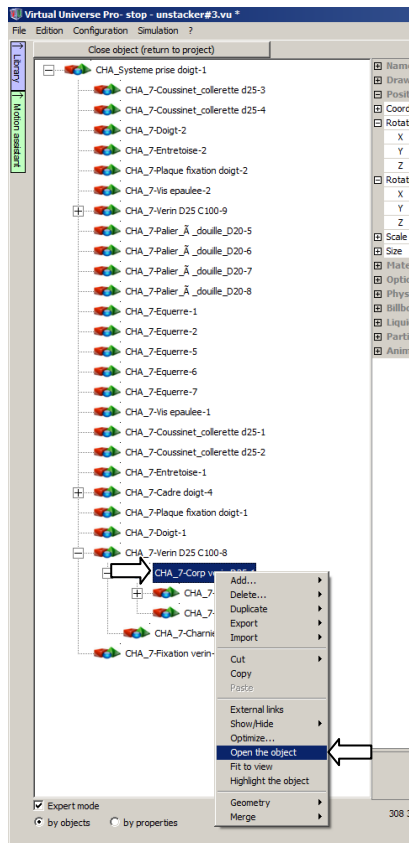 Virtual Universe Pro- stop - unstacker#3.vu *
File Edition Configuration Simulation ?
Close object (return to project)
Library
Motion assistant
CHA_Systeme prise doigt-1
CHA_7-Coussinet_collerette d25-3
CHA_7-Coussinet_collerette d25-4
CHA_7-Doigt-2
CHA_7-Entretoise-2
CHA_7-Plaque fixation doigt-2
CHA_7-Vis epaulee-2
CHA_7-Verin D25 C100-9
CHA_7-Palier_Ã _douille_D20-5
CHA_7-Palier_Ã _douille_D20-6
CHA_7-Palier_Ã _douille_D20-7
CHA_7-Palier_Ã _douille_D20-8
CHA_7-Equerre-1
CHA_7-Equerre-2
CHA_7-Equerre-5
CHA_7-Equerre-6
CHA_7-Equerre-7
CHA_7-Vis epaulee-1
CHA_7-Coussinet_collerette d25-1
CHA_7-Coussinet_collerette d25-2
CHA_7-Entretoise-1
CHA_7-Cadre doigt-4
CHA_7-Plaque fixation doigt-1
CHA_7-Doigt-1
CHA_7-Verin D25 C100-8
CHA_7-Corp
CHA_7-
CHA_7-
CHA_7-Charni
CHA_7-Fixation verin-
Name
Draw
Posit
Coord
Rotat
X
Y
Z
Rotat
X
Y
Z
Scale
Size
Mate
Optio
Phys
Billbo
Liqui
Parti
Anim
Add...
Delete...
Duplicate
Export
Import
Cut
Copy
Paste
External links
Show/Hide
Optimize...
Open the object
Fit to view
Highlight the object
Geometry
Merge
Expert mode
by objects by properties
308